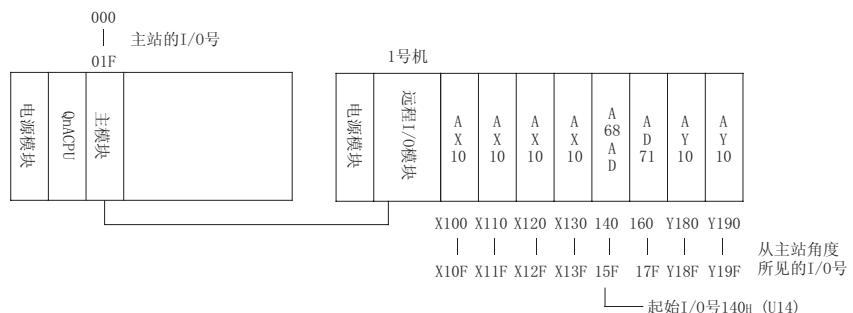 000
主站的I/O号
01F
1号机
电源模块
QnACPU
主模块
电源模块
远程I/O模块
AX10
AX10
AX10
AX10
A68AD
AD71
AY10
AY10
X100 X110 X120 X130 140 160 Y180 Y190
X10F X11F X12F X13F 15F 17F Y18F Y19F
从主站角度
所见的I/O号
起始I/O号140H (U14)